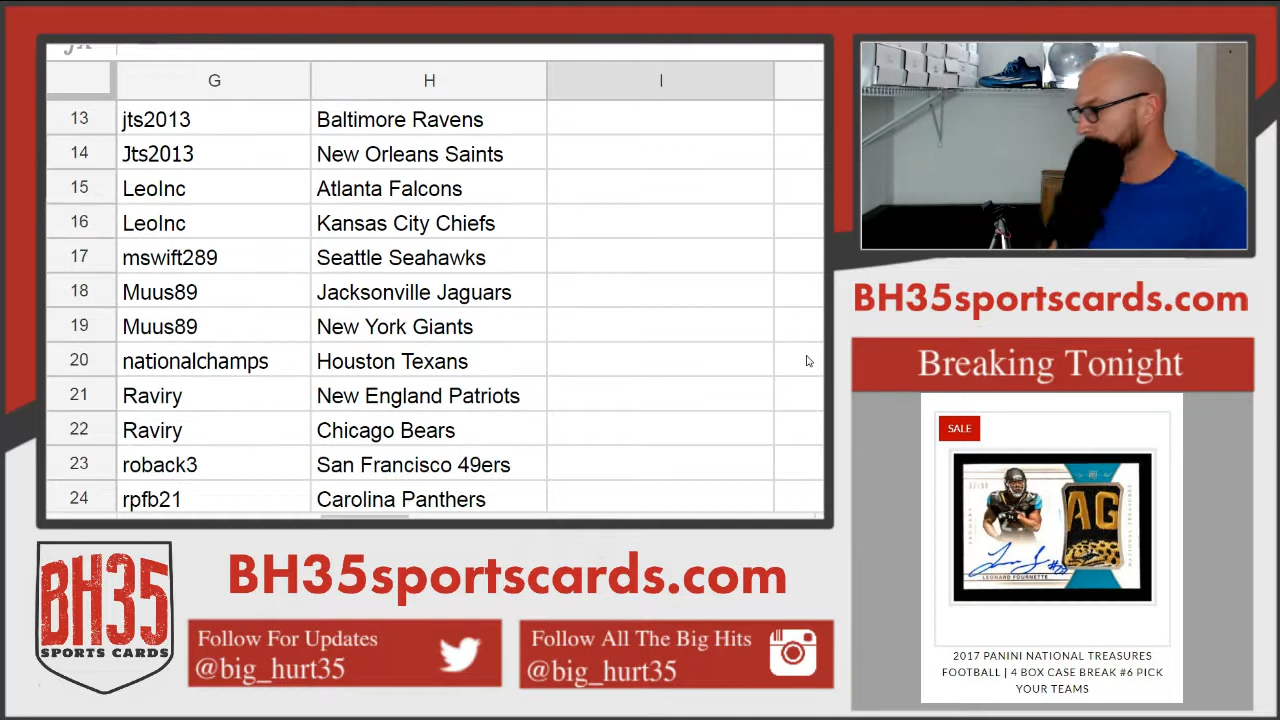 G H I
13 jts2013 Baltimore Ravens
14 Jts2013 New Orleans Saints
15 LeoInc Atlanta Falcons
16 LeoInc Kansas City Chiefs
17 mswift289 Seattle Seahawks
18 Muus89 Jacksonville Jaguars
19 Muus89 New York Giants
20 nationalchamps Houston Texans
21 Raviry New England Patriots
22 Raviry Chicago Bears
23 roback3 San Francisco 49ers
24 rpfb21 Carolina Panthers
BH35sportscards.com
Breaking Tonight
SALE
AG
LEONARD FOURNETTE
2017 PANINI NATIONAL TREASURES
FOOTBALL | 4 BOX CASE BREAK #6 PICK
YOUR TEAMS
BH35
SPORTS CARDS
BH35sportscards.com
Follow For Updates
@big_hurt35
Follow All The Big Hits
@big_hurt35